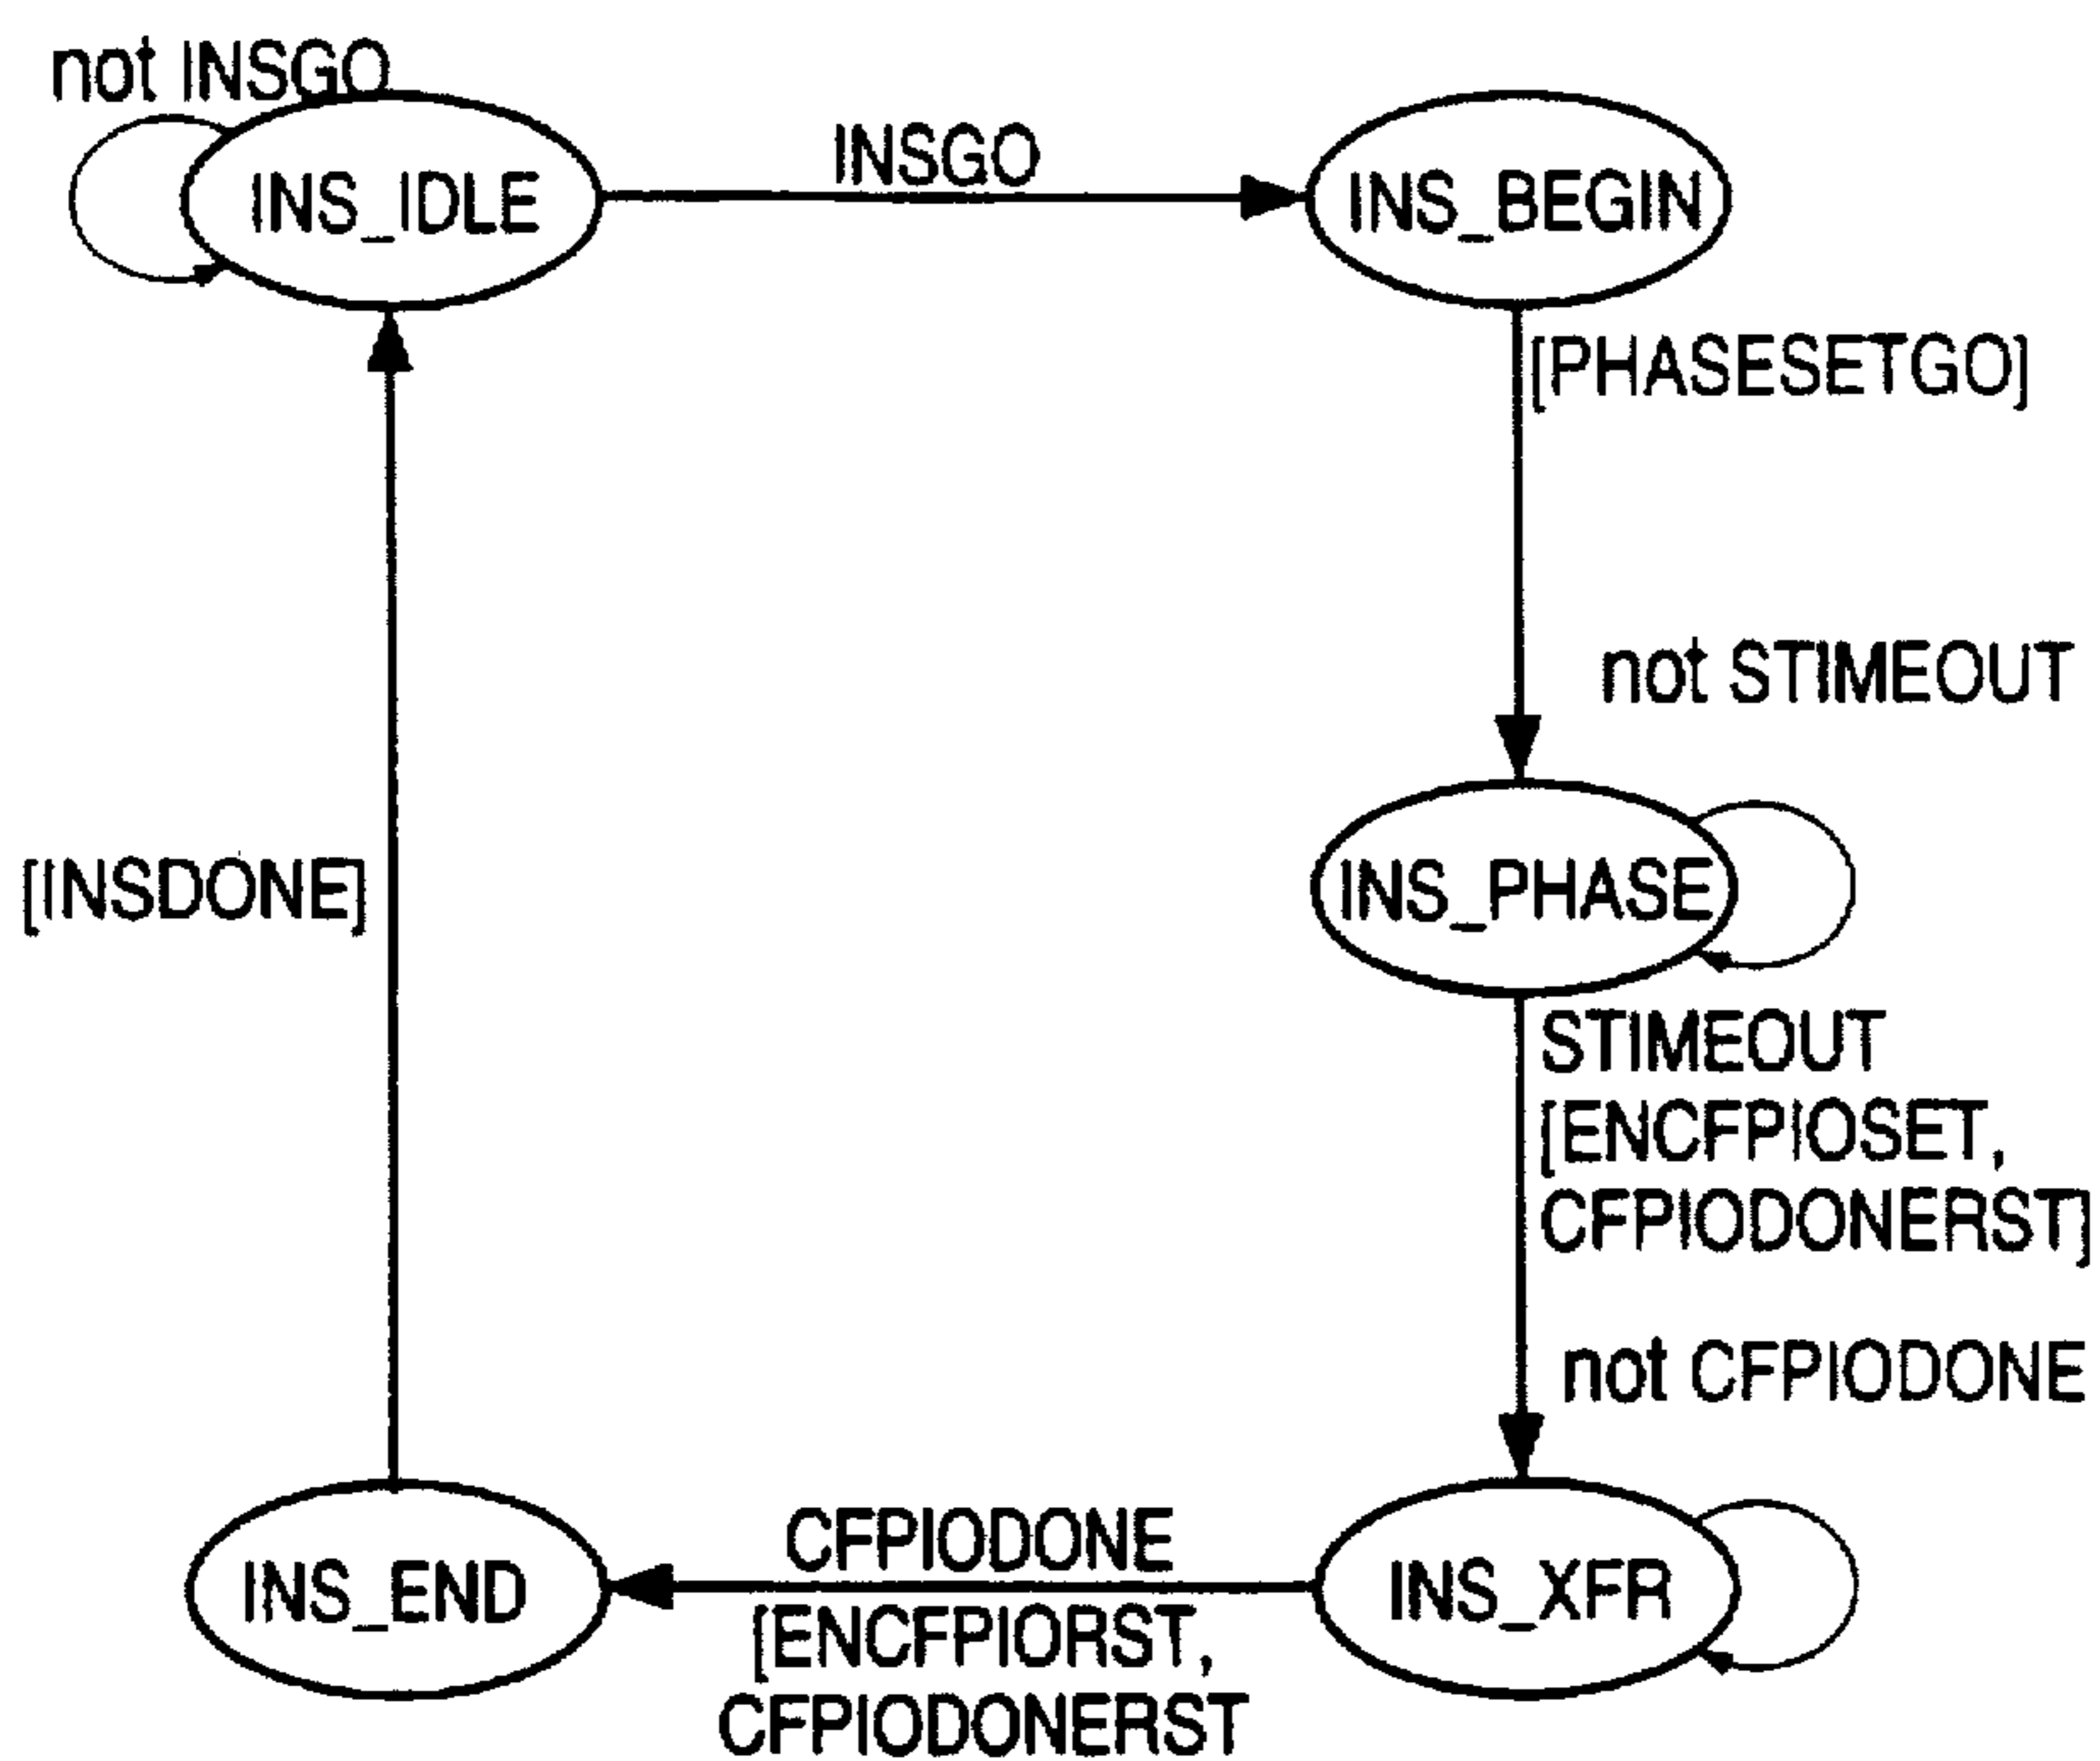 not INSGO
INS_IDLE
INSGO
INS_BEGIN
[PHASESETGO]
not STIMEOUT
INS_PHASE
[INSDONE]
STIMEOUT
[ENCFPIOSET,
CFPIODONERST]
not CFPIODONE
INS_XFR
CFPIODONE
[ENCFPIORST,
CFPIODONERST
INS_END